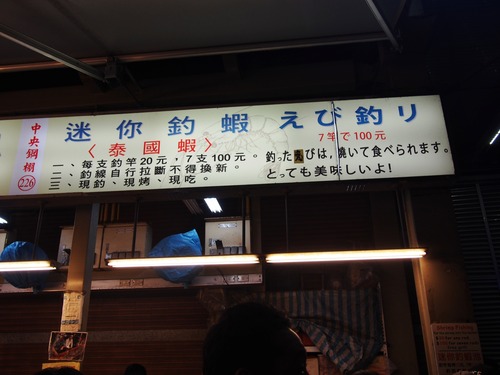 中央鋼棚
226
迷你釣蝦 えび釣り
〈泰國蝦〉
7竿で100元
一、每支釣竿20元，7支100元。
二、釣線自行拉斷不得換新。
三、現釣、現烤、現吃。
釣ったえびは、焼いて食べられます。
とっても美味しいよ!